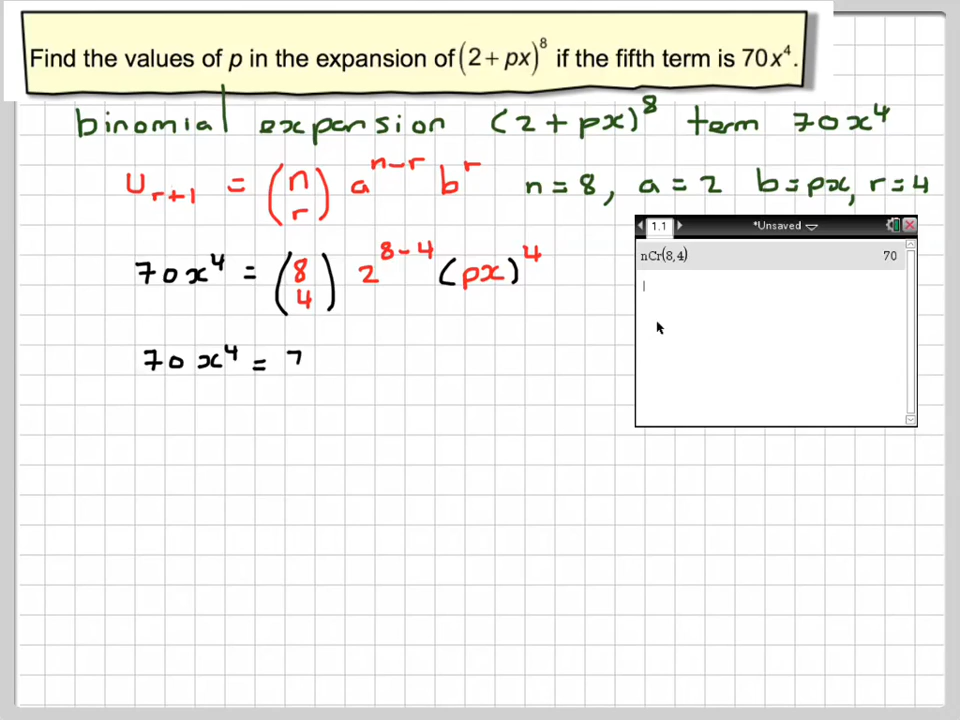 Find the values of p in the expansion of (2 + px)^8 if the fifth term is 70x^4.
binomial expansion (2 + px)^8 term 70x^4
U_{r+1} = (n r) a^{n-r} b^r n = 8, a = 2 b = px, r = 4
1.1 *Unsaved
nCr(8,4) 70
70x^4 = (8 4) 2^{8-4} (px)^4
70x^4 = 7